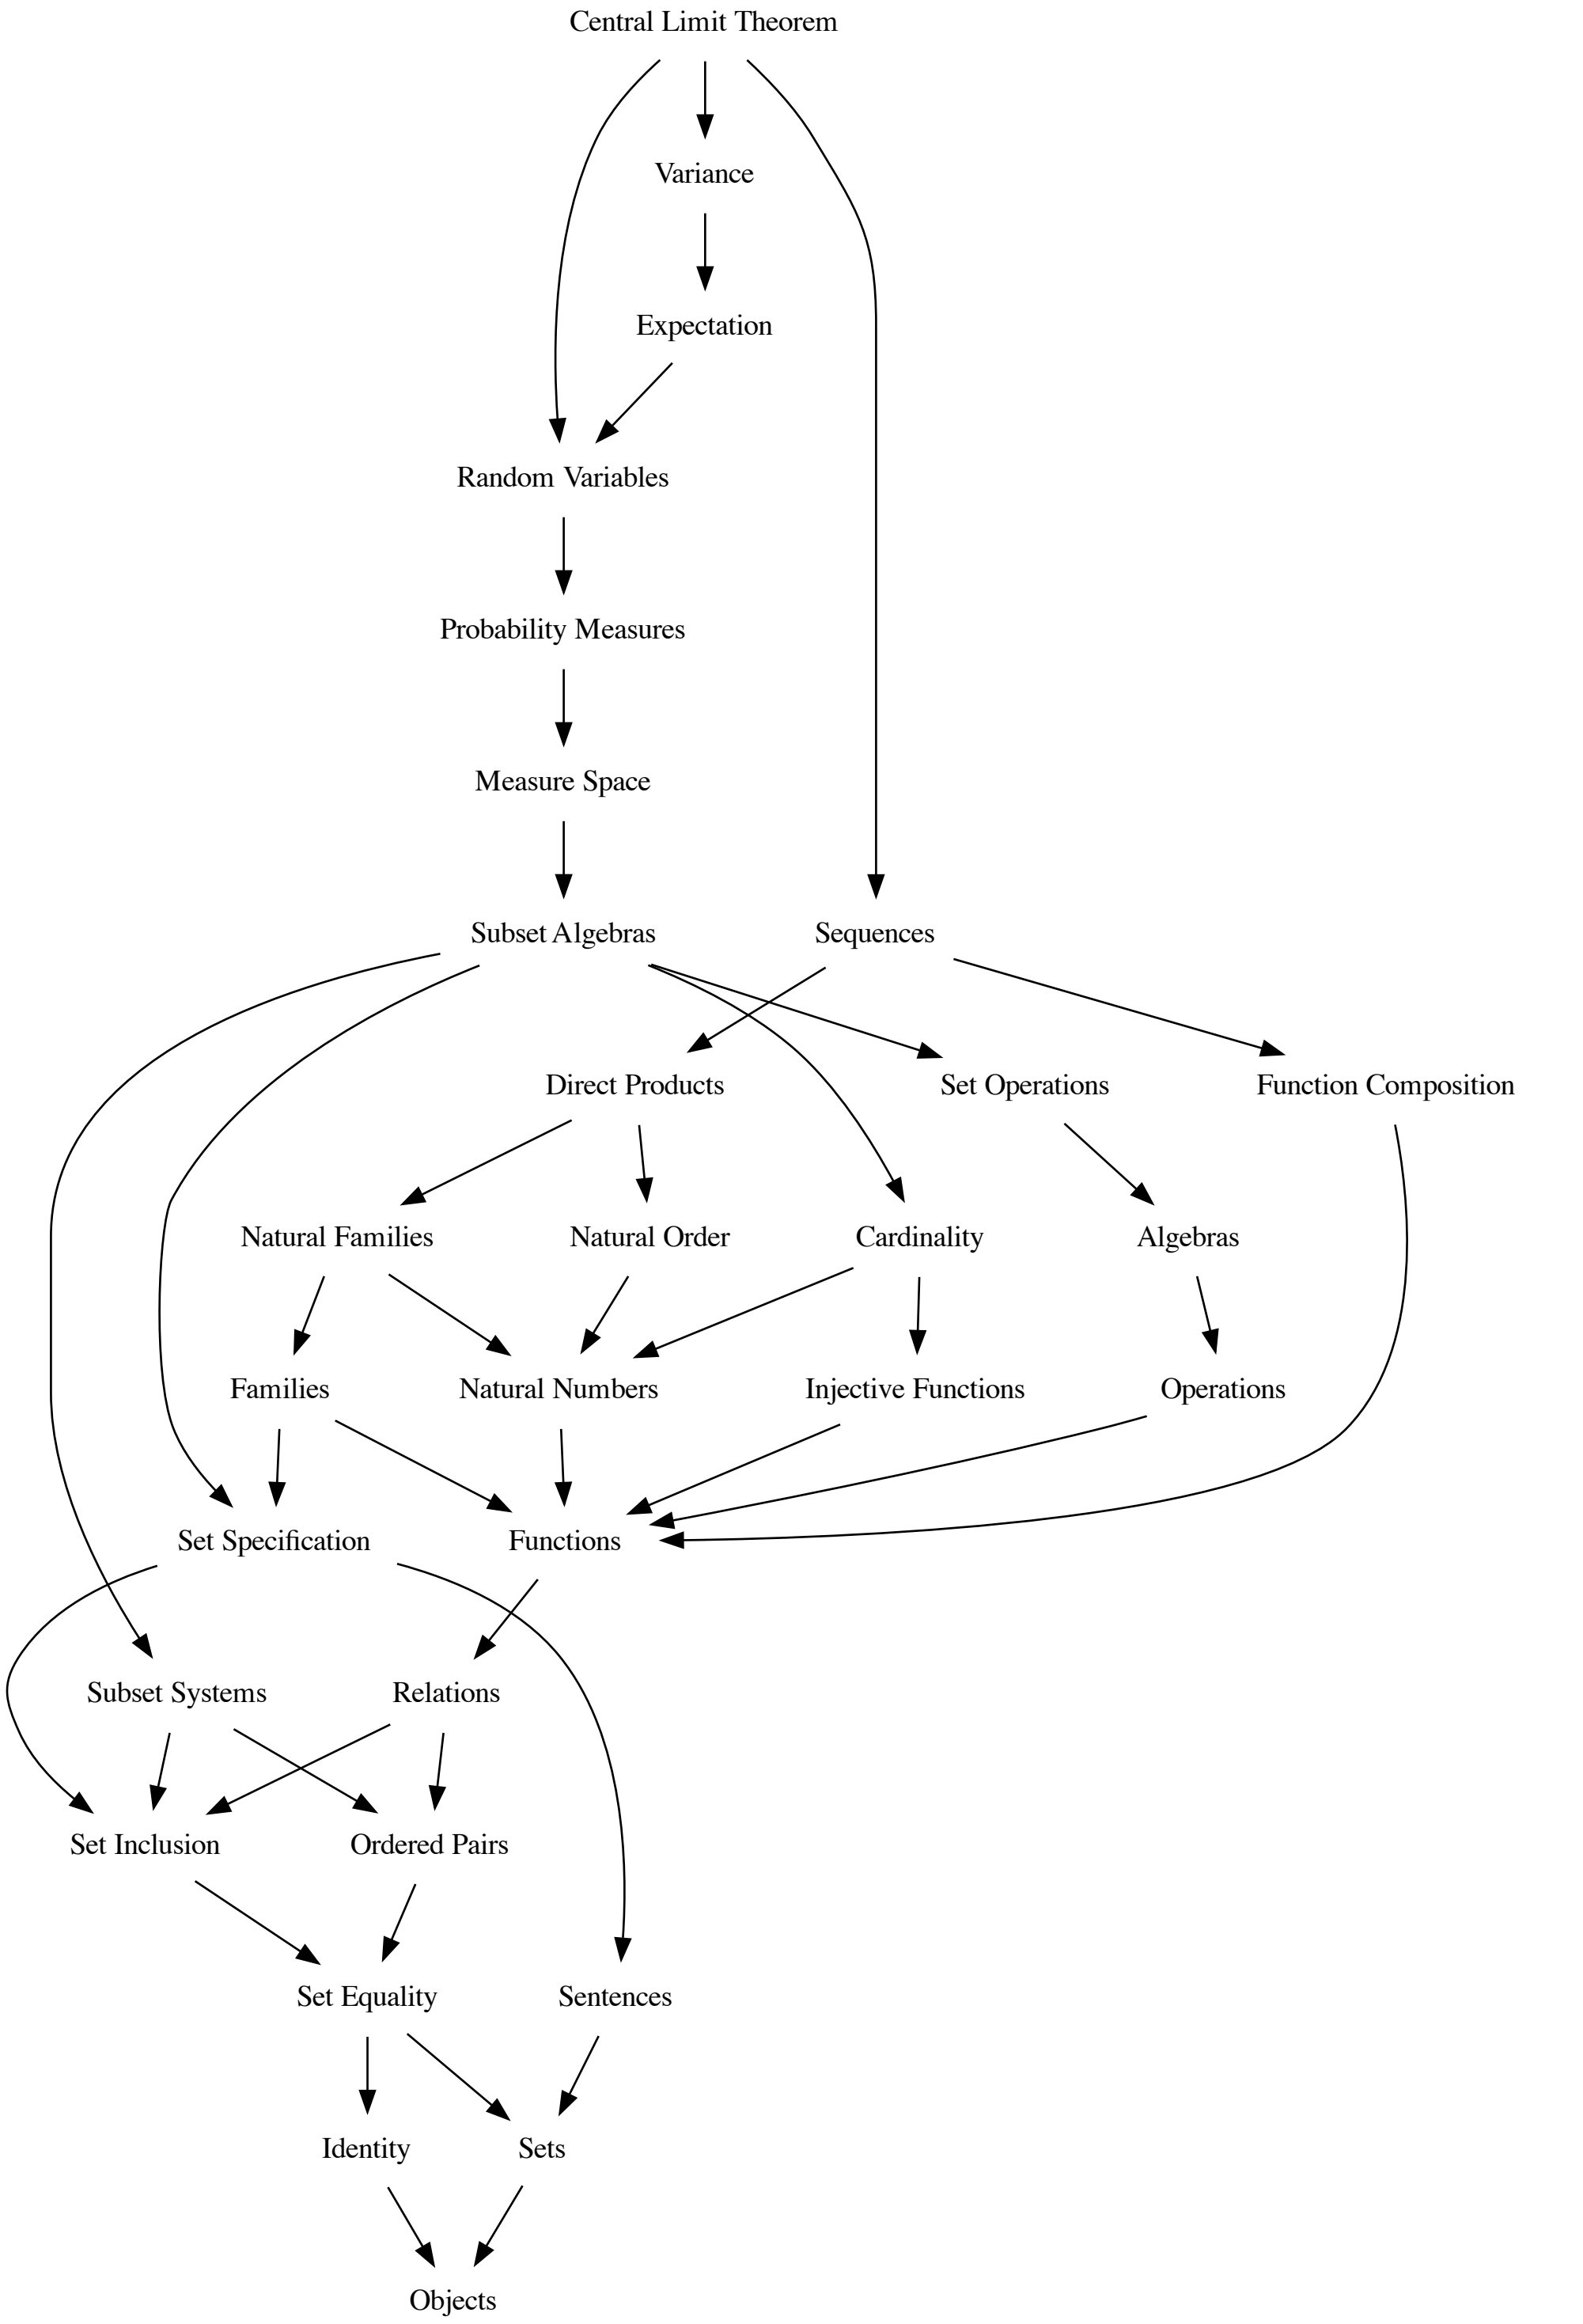 Central Limit Theorem
Variance
Expectation
Random Variables
Probability Measures
Measure Space
Subset Algebras
Sequences
Direct Products
Set Operations
Function Composition
Natural Families
Natural Order
Cardinality
Algebras
Families
Natural Numbers
Injective Functions
Operations
Set Specification
Functions
Subset Systems
Relations
Set Inclusion
Ordered Pairs
Set Equality
Sentences
Identity
Sets
Objects